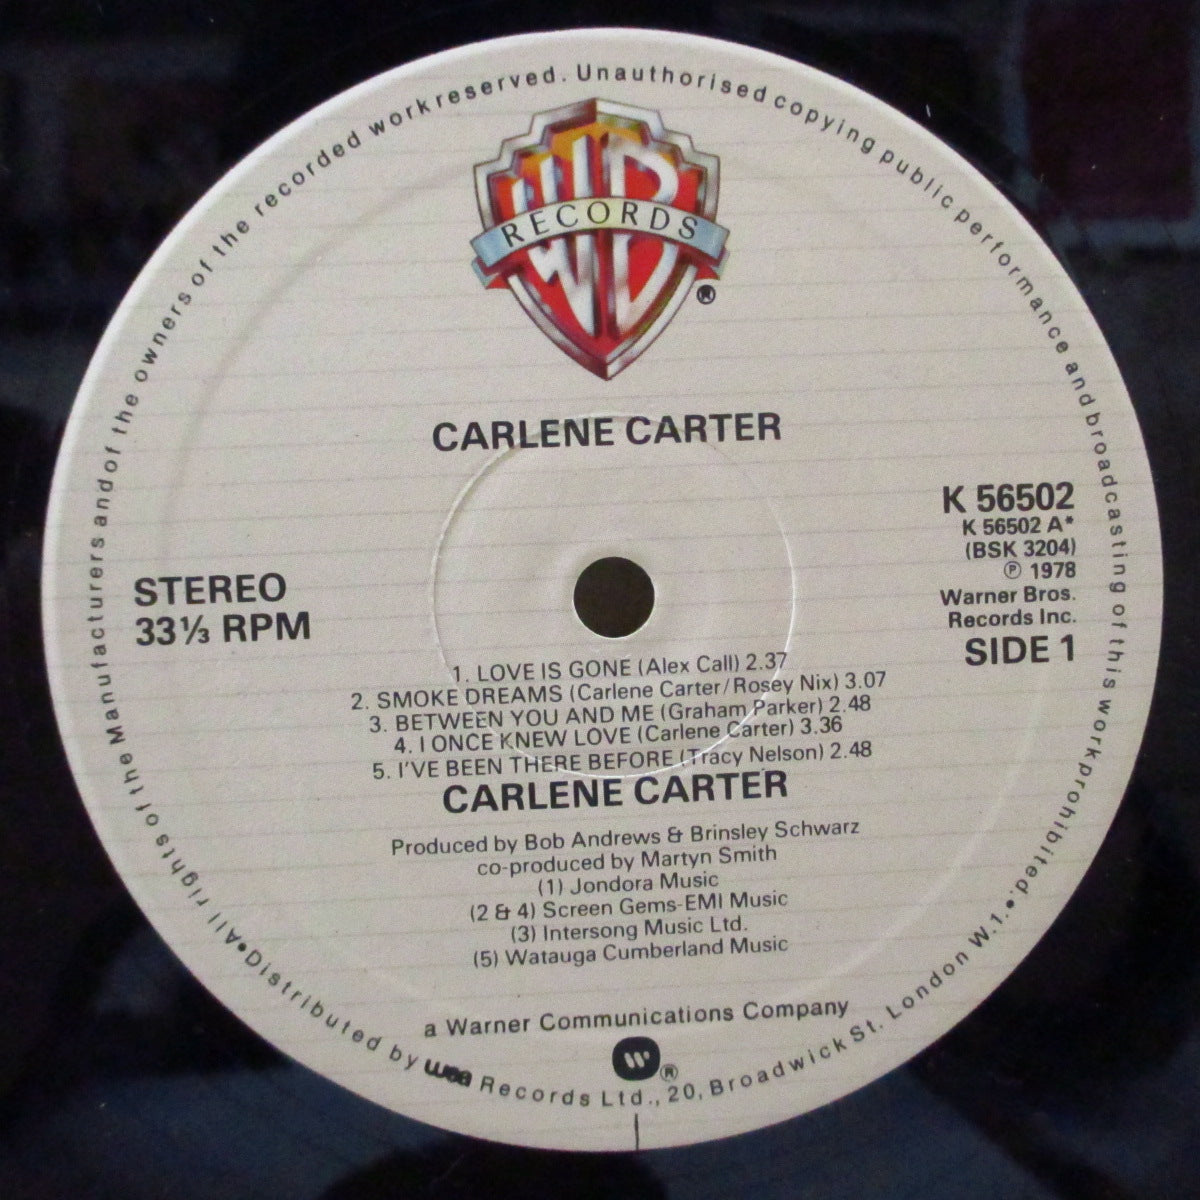 All rights of the Manufacturers and of the owners of the recorded work reserved. Unauthorised copying public performance and broadcasting of this work prohibited.
WB
RECORDS
®
CARLENE CARTER
K 56502
K 56502 A*
(BSK 3204)
℗ 1978
Warner Bros.
Records Inc.
SIDE 1
STEREO
33⅓ RPM
1. LOVE IS GONE (Alex Call) 2.37
2. SMOKE DREAMS (Carlene Carter/Rosey Nix) 3.07
3. BETWEEN YOU AND ME (Graham Parker) 2.48
4. I ONCE KNEW LOVE (Carlene Carter) 3.36
5. I'VE BEEN THERE BEFORE (Tracy Nelson) 2.48
CARLENE CARTER
Produced by Bob Andrews & Brinsley Schwarz
co-produced by Martyn Smith
(1) Jondora Music
(2 & 4) Screen Gems-EMI Music
(3) Intersong Music Ltd.
(5) Watauga Cumberland Music
a Warner Communications Company
®
•Distributed by wea Records Ltd., 20, Broadwick St. London W.1.•